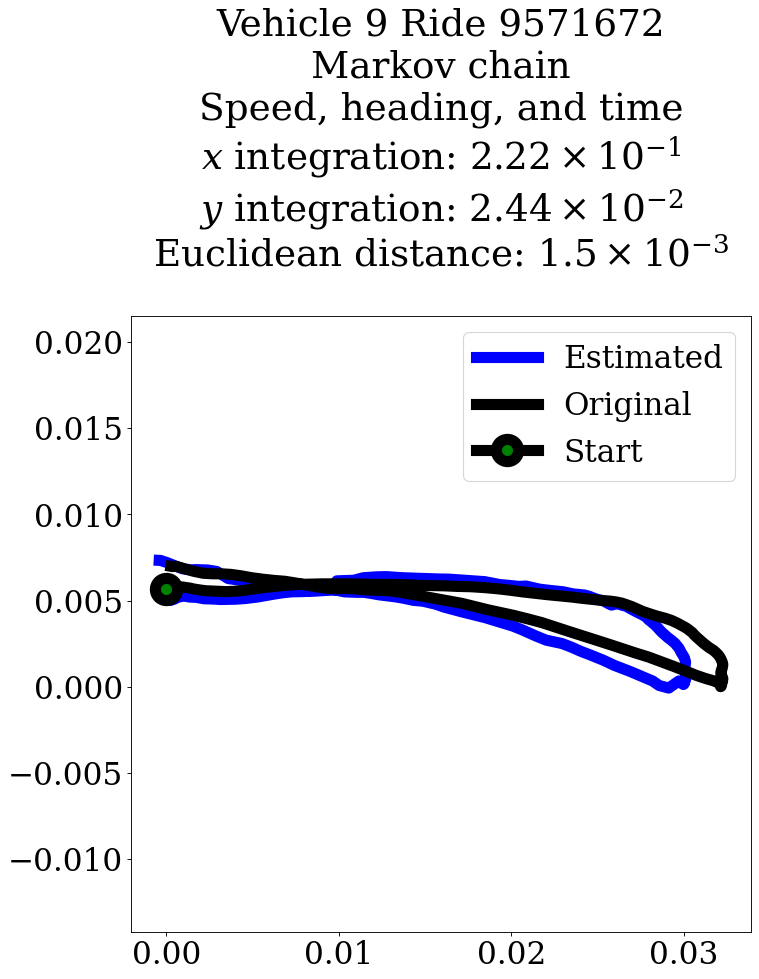 Vehicle 9 Ride 9571672
Markov chain
Speed, heading, and time
x integration: 2.22 × 10⁻¹
y integration: 2.44 × 10⁻²
Euclidean distance: 1.5 × 10⁻³
Estimated
Original
Start
0.020
0.015
0.010
0.005
0.000
−0.005
−0.010
0.00 0.01 0.02 0.03